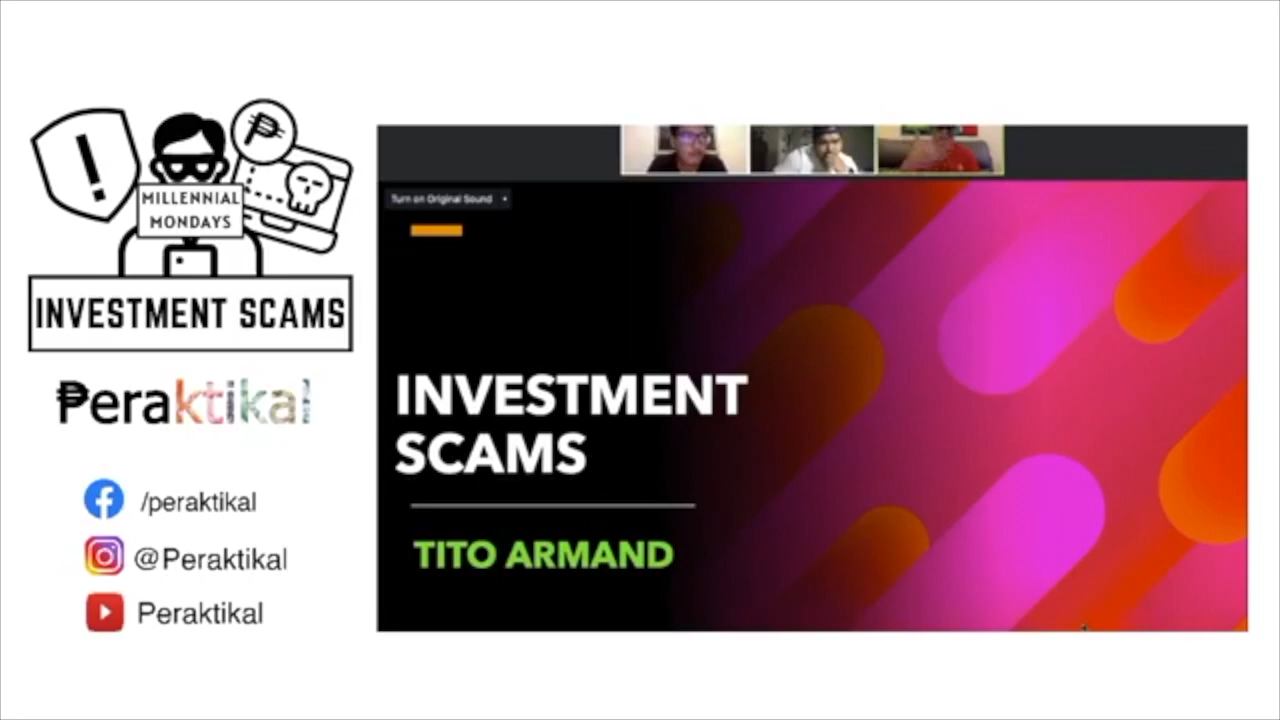 MILLENNIAL
MONDAYS
INVESTMENT SCAMS
₱eraktikal
/peraktikal
@Peraktikal
Peraktikal
Turn on Original Sound
INVESTMENT
SCAMS
TITO ARMAND